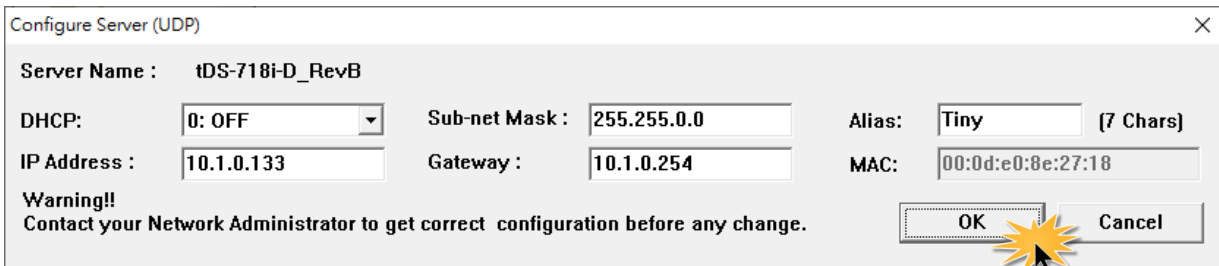 Configure Server (UDP)
Server Name : tDS-718i-D_RevB
DHCP: 0: OFF Sub-net Mask : 255.255.0.0 Alias: Tiny (7 Chars)
IP Address : 10.1.0.133 Gateway : 10.1.0.254 MAC: 00:0d:e0:8e:27:18
Warning!!
Contact your Network Administrator to get correct configuration before any change.
OK Cancel